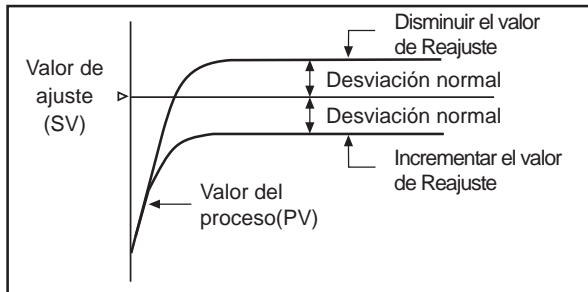 Disminuir el valor
de Reajuste
Valor de
ajuste
(SV)
Desviación normal
Desviación normal
Incrementar el valor
de Reajuste
Valor del
proceso(PV)